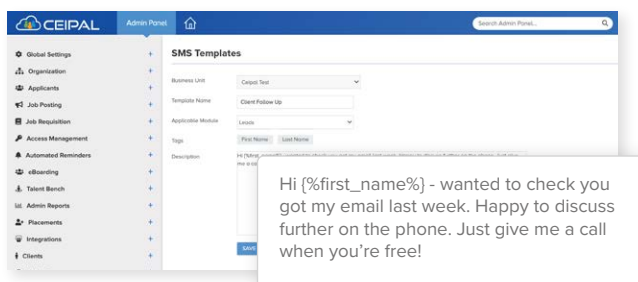 CEIPAL
Admin Panel
Search Admin Panel...
Global Settings +
Organization +
Applicants +
Job Posting +
Job Requisition +
Access Management +
Automated Reminders +
eBoarding +
Talent Bench +
Admin Reports +
Placements +
Integrations +
Clients +
SMS Templates
Business Unit
Ceipal Test
Template Name
Client Follow Up
Applicable Module
Leads
Tags
First Name Last Name
Description
SAVE
Hi {%first_name%} - wanted to check you
got my email last week. Happy to discuss
further on the phone. Just give me a call
when you’re free!